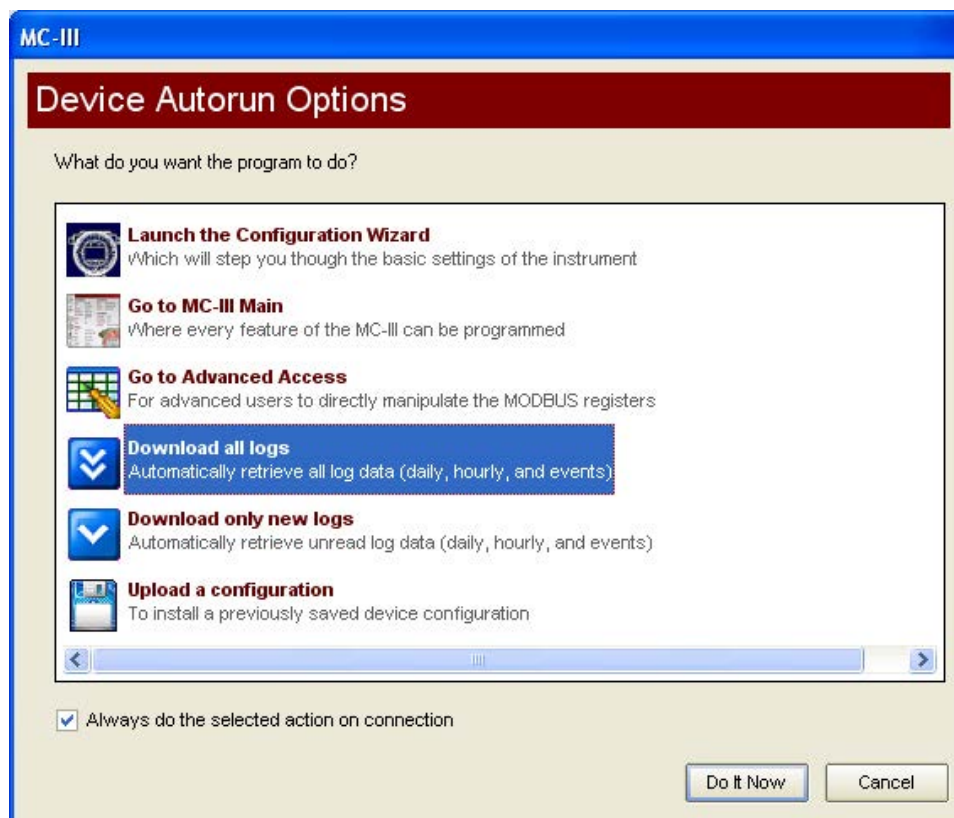 MC-III
Device Autorun Options
What do you want the program to do?
Launch the Configuration Wizard
Which will step you though the basic settings of the instrument
Go to MC-III Main
Where every feature of the MC-III can be programmed
Go to Advanced Access
For advanced users to directly manipulate the MODBUS registers
Download all logs
Automatically retrieve all log data (daily, hourly, and events)
Download only new logs
Automatically retrieve unread log data (daily, hourly, and events)
Upload a configuration
To install a previously saved device configuration
Always do the selected action on connection
Do It Now Cancel